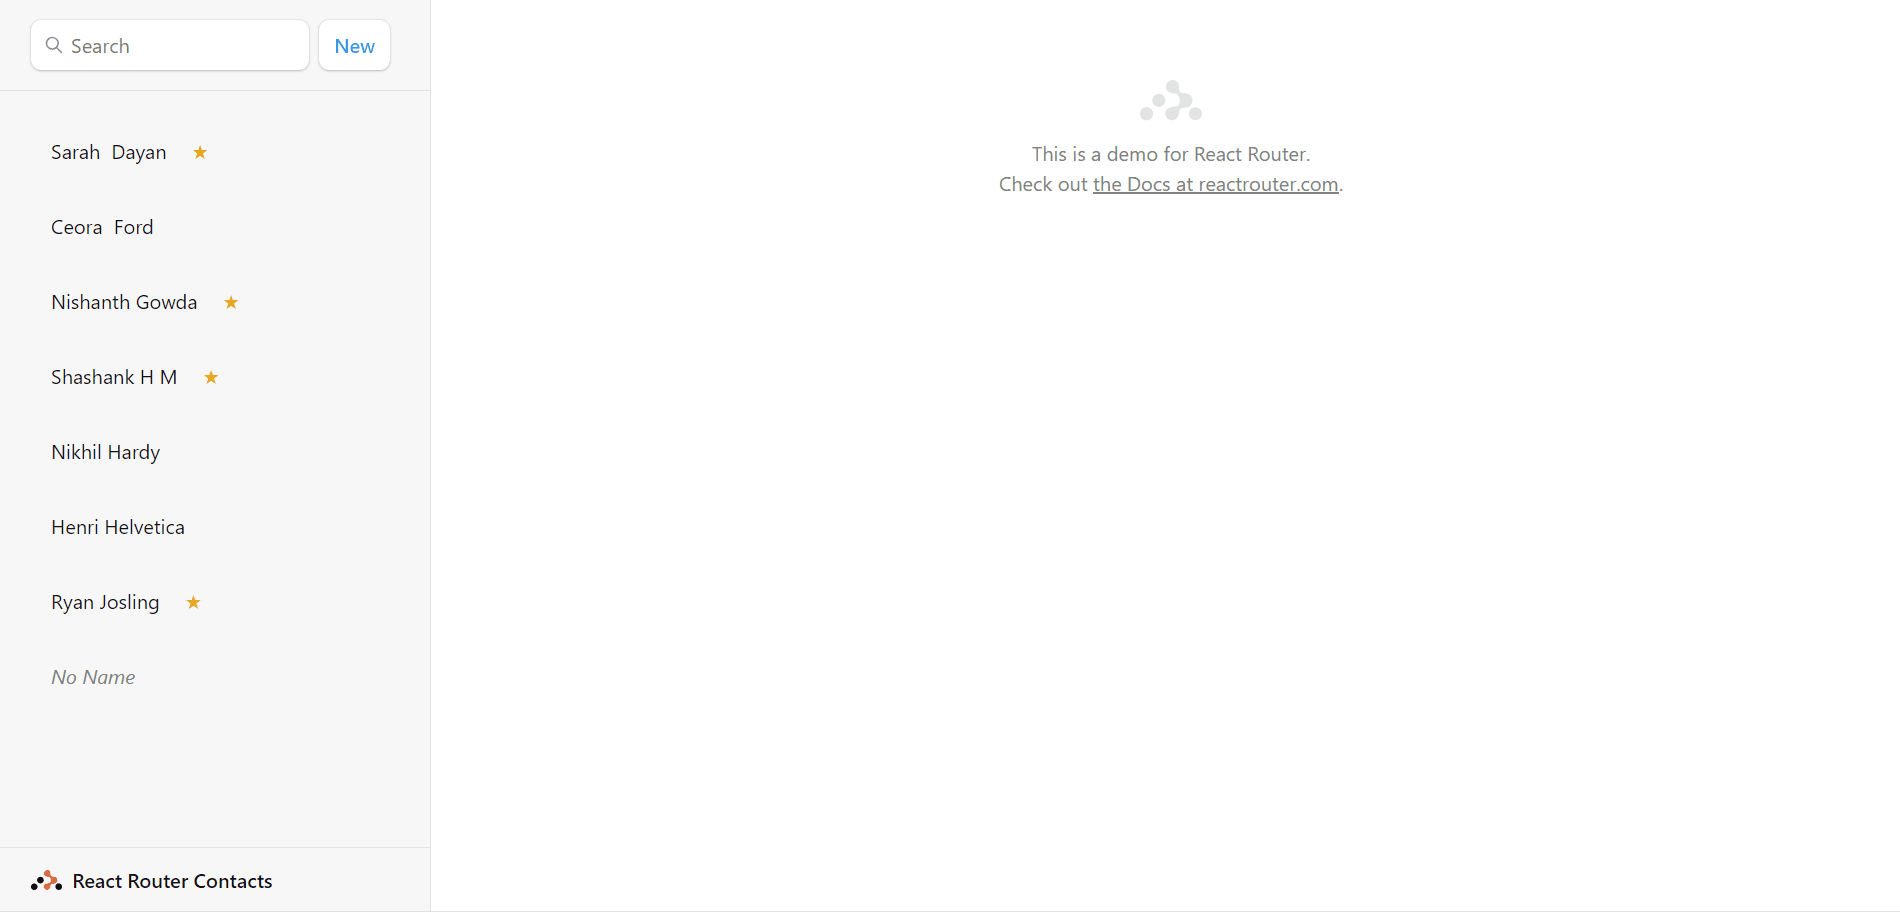 Search
New
Sarah  Dayan ★
Ceora  Ford
Nishanth Gowda ★
Shashank H M ★
Nikhil Hardy
Henri Helvetica
Ryan Josling ★
No Name
React Router Contacts
This is a demo for React Router.
Check out the Docs at reactrouter.com.